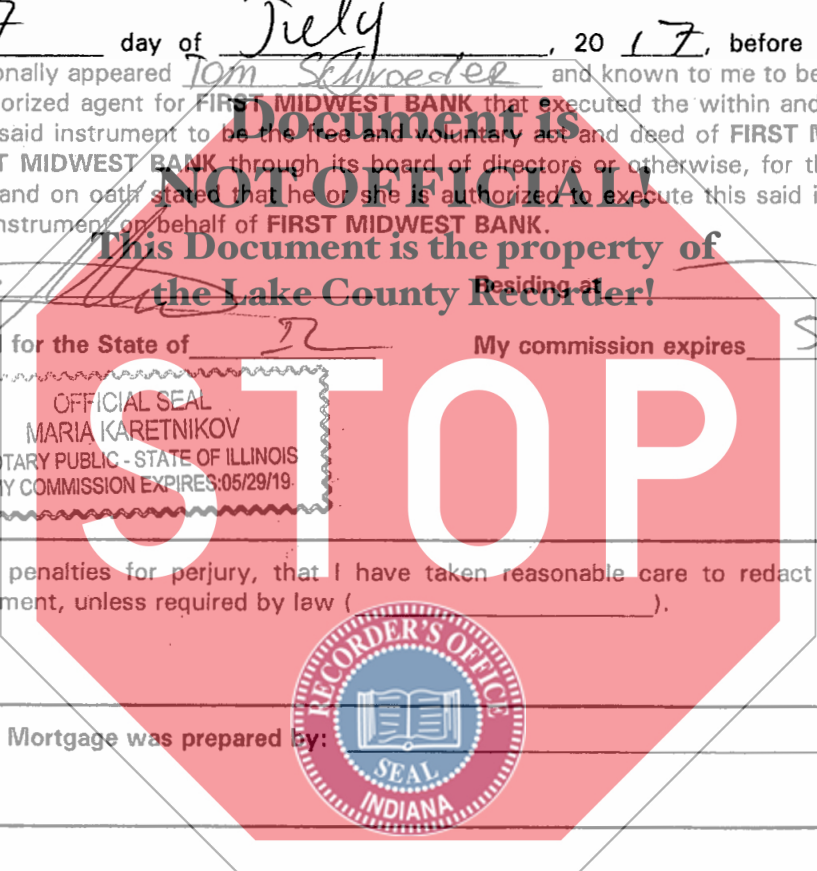 7 day of July, 20 17, before
onally appeared Tom Schroeder and known to me to be
orized agent for FIRST MIDWEST BANK that executed the within and
said instrument to be the free and voluntary act and deed of FIRST M
T MIDWEST BANK through its board of directors or otherwise, for th
and on oath stated that he or she is authorized to execute this said i
nstrument on behalf of FIRST MIDWEST BANK.
Document is
NOT OFFICIAL!
This Document is the property of
the Lake County Recorder!
Residing at
for the State of IL My commission expires
STOP
OFFICIAL SEAL
MARIA KARETNIKOV
OTARY PUBLIC - STATE OF ILLINOIS
MY COMMISSION EXPIRES:05/29/19
penalties for perjury, that I have taken reasonable care to redact
ment, unless required by law ( ).
Mortgage was prepared by:
RECORDER'S OFFICE
SEAL
INDIANA